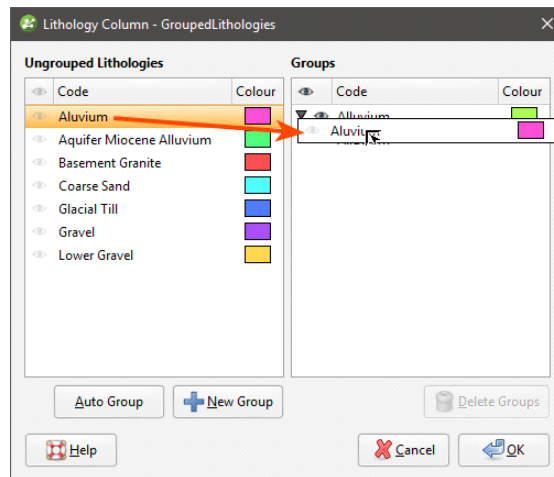 Lithology Column - GroupedLithologies
Ungrouped Lithologies
Groups
Code Colour
Code Colour
Aluvium
Alluvium
Aluvium
Aquifer Miocene Alluvium
Basement Granite
Coarse Sand
Glacial Till
Gravel
Lower Gravel
Auto Group
New Group
Delete Groups
Help
Cancel
OK